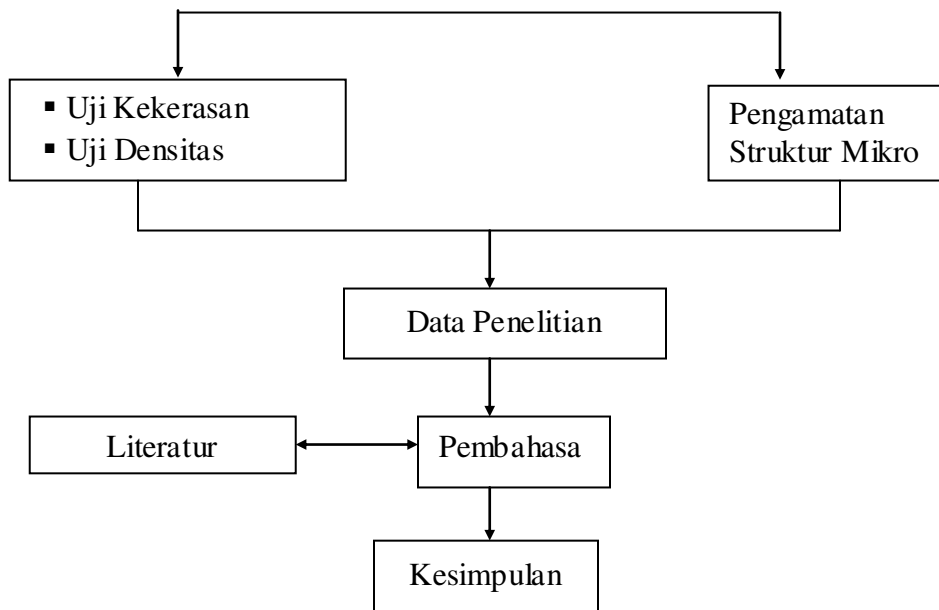 ▪ Uji Kekerasan
▪ Uji Densitas
Pengamatan
Struktur Mikro
Data Penelitian
Literatur
Pembahasa
Kesimpulan